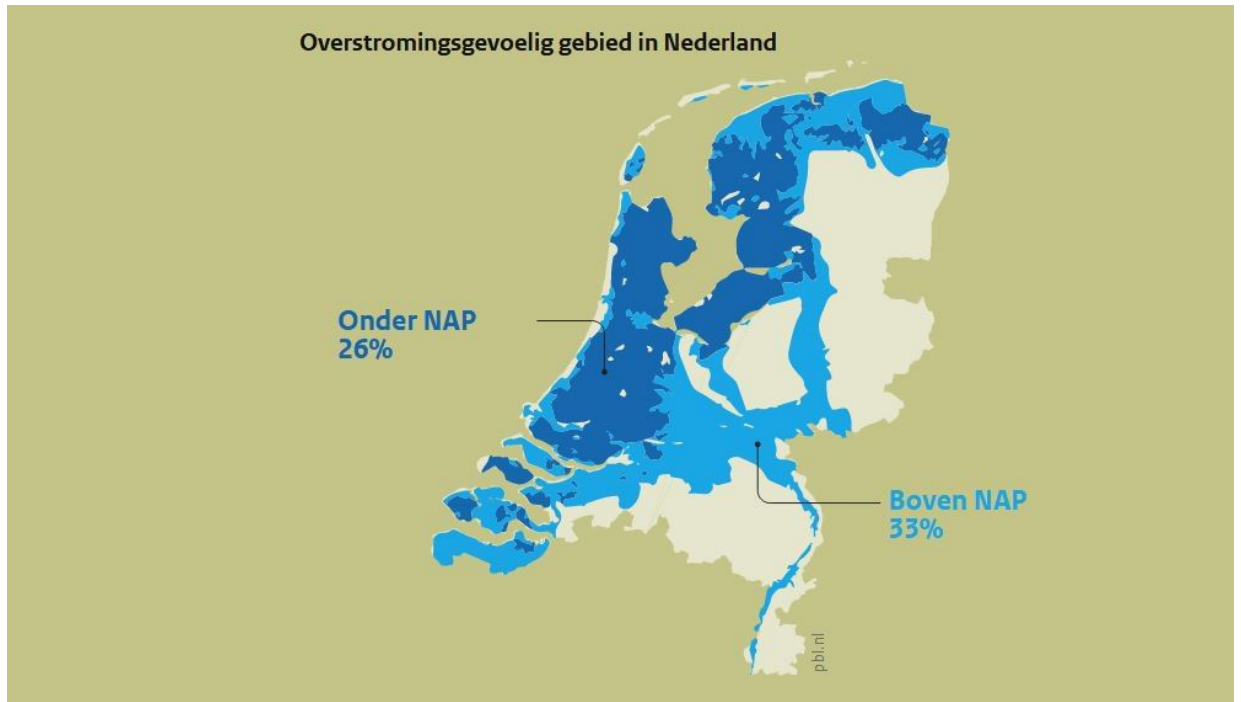 Overstromingsgevoelig gebied in Nederland
Onder NAP
26%
Boven NAP
33%
pbl.nl